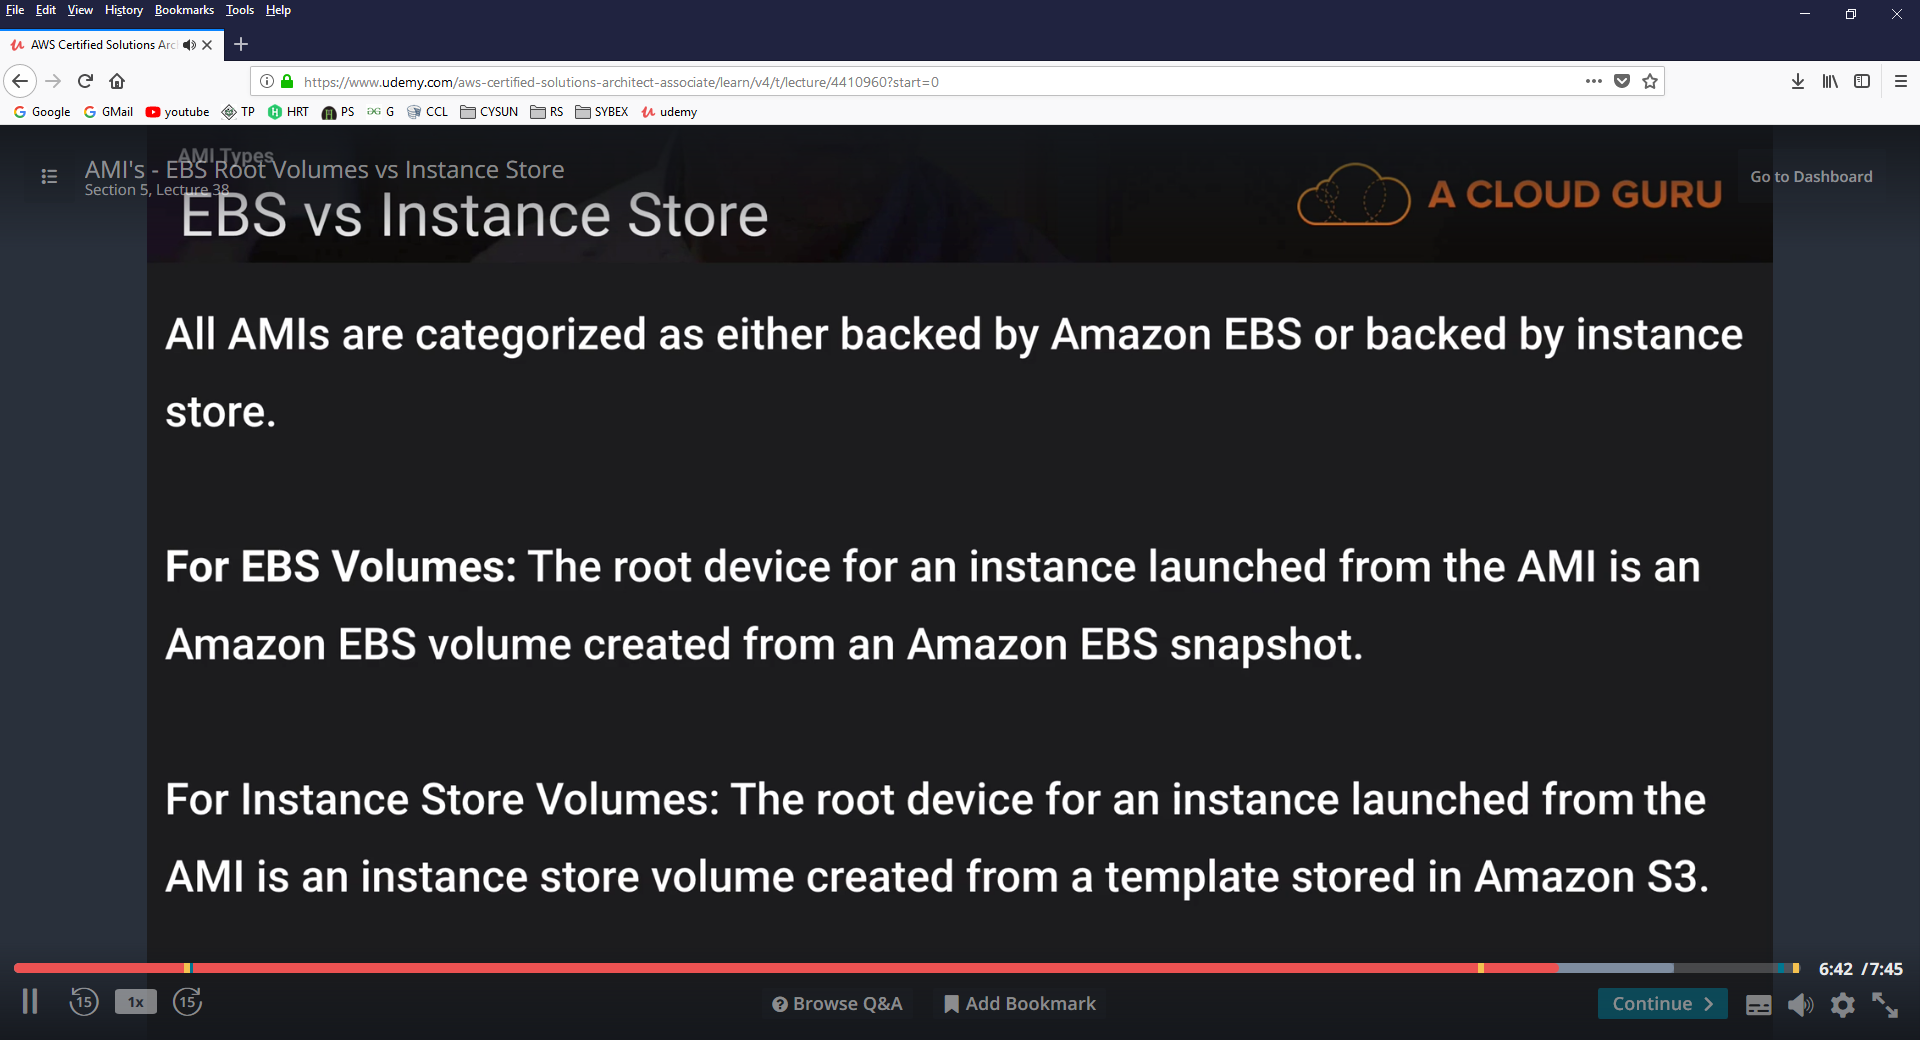 File Edit View History Bookmarks Tools Help
AWS Certified Solutions Arc
https://www.udemy.com/aws-certified-solutions-architect-associate/learn/v4/t/lecture/4410960?start=0
Google GMail youtube TP HRT PS G CCL CYSUN RS SYBEX udemy
AMI Types
AMI's - EBS Root Volumes vs Instance Store
Section 5, Lecture 38
Go to Dashboard
EBS vs Instance Store
A CLOUD GURU
All AMIs are categorized as either backed by Amazon EBS or backed by instance
store.
For EBS Volumes: The root device for an instance launched from the AMI is an
Amazon EBS volume created from an Amazon EBS snapshot.
For Instance Store Volumes: The root device for an instance launched from the
AMI is an instance store volume created from a template stored in Amazon S3.
6:42 / 7:45
15 1x 15 Browse Q&A Add Bookmark Continue